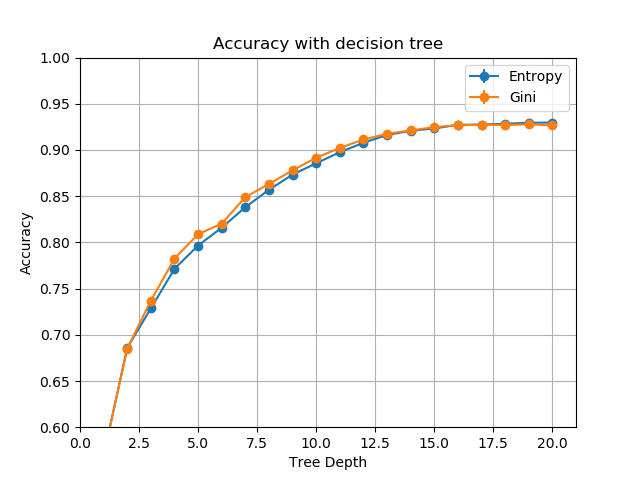 Accuracy with decision tree
1.00
0.95
0.90
0.85
0.80
0.75
0.70
0.65
0.60
Accuracy
Entropy
Gini
0.0 2.5 5.0 7.5 10.0 12.5 15.0 17.5 20.0
Tree Depth